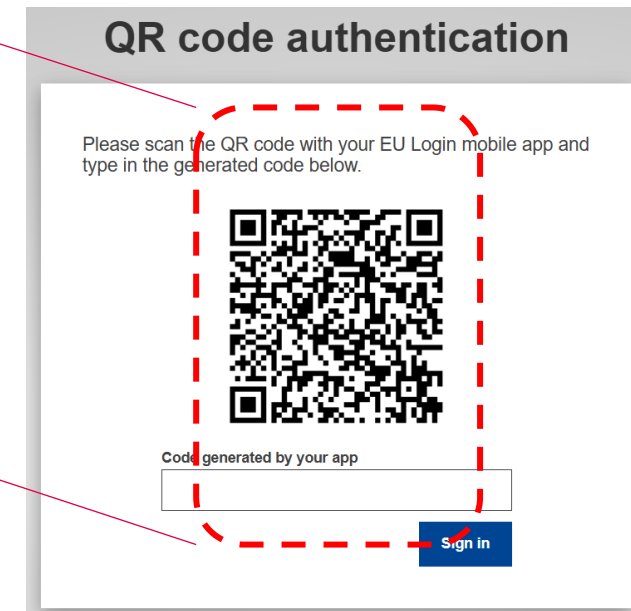 QR code authentication
Please scan the QR code with your EU Login mobile app and
type in the generated code below.
Code generated by your app
Sign in